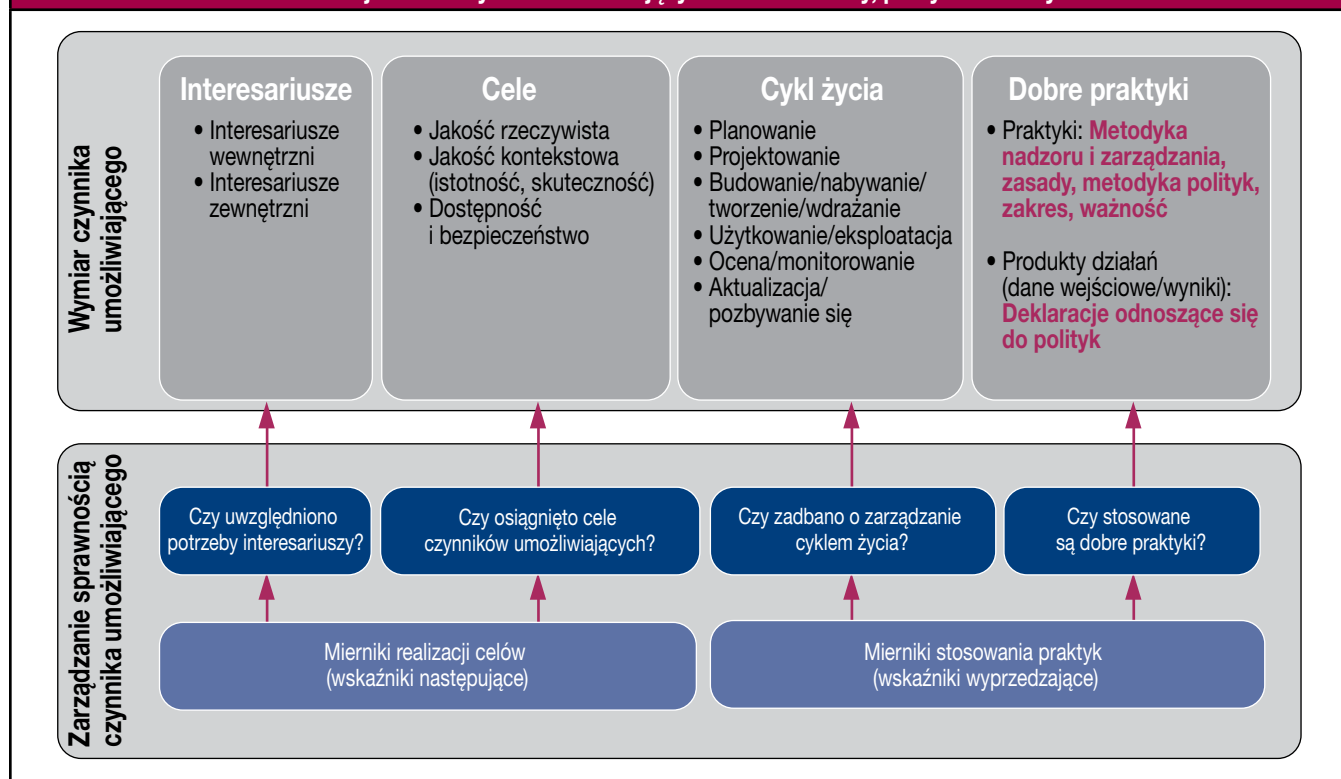 Wymiar czynnika
umożliwiającego
Interesariusze
• Interesariusze
wewnętrzni
• Interesariusze
zewnętrzni
Cele
• Jakość rzeczywista
• Jakość kontekstowa
(istotność, skuteczność)
• Dostępność
i bezpieczeństwo
Cykl życia
• Planowanie
• Projektowanie
• Budowanie/nabywanie/
tworzenie/wdrażanie
• Użytkowanie/eksploatacja
• Ocena/monitorowanie
• Aktualizacja/
pozbywanie się
Dobre praktyki
• Praktyki: Metodyka
nadzoru i zarządzania,
zasady, metodyka polityk,
zakres, ważność
• Produkty działań
(dane wejściowe/wyniki):
Deklaracje odnoszące się
do polityk
Zarządzanie sprawnością
czynnika umożliwiającego
Czy uwzględniono
potrzeby interesariuszy?
Czy osiągnięto cele
czynników umożliwiających?
Czy zadbano o zarządzanie
cyklem życia?
Czy stosowane
są dobre praktyki?
Mierniki realizacji celów
(wskaźniki następujące)
Mierniki stosowania praktyk
(wskaźniki wyprzedzające)